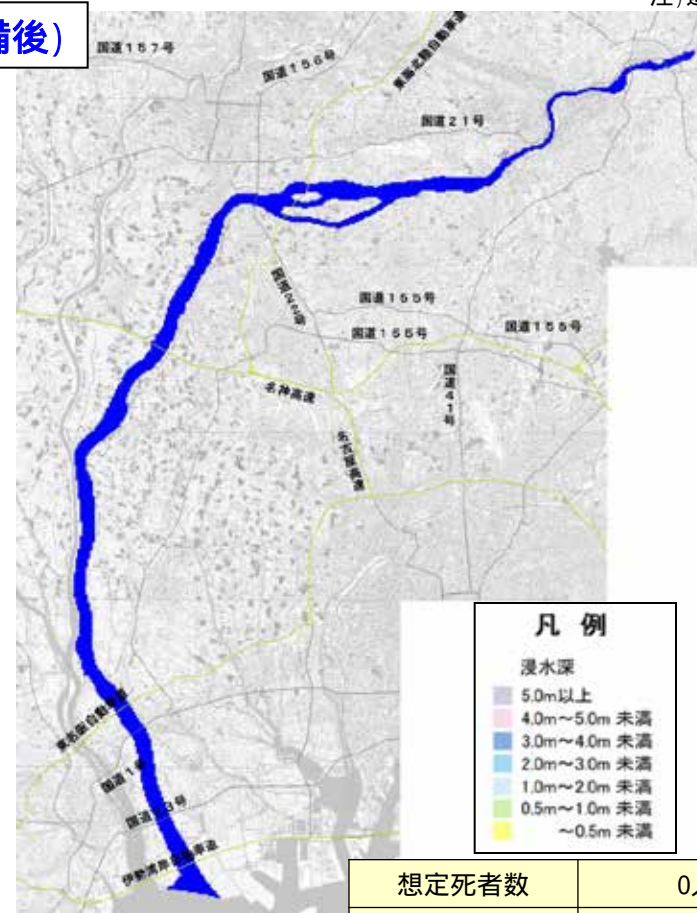 備後)
国道157号
国道156号
東海北陸自動車道
国道21号
国道22号
国道155号
国道155号
国道155号
国道41号
名神高速
名古屋高速
東名阪自動車道
国道1号
国道23号
伊勢湾岸自動車道
凡 例
浸水深
5.0m以上
4.0m～5.0m 未満
3.0m～4.0m 未満
2.0m～3.0m 未満
1.0m～2.0m 未満
0.5m～1.0m 未満
～0.5m 未満
想定死者数 0